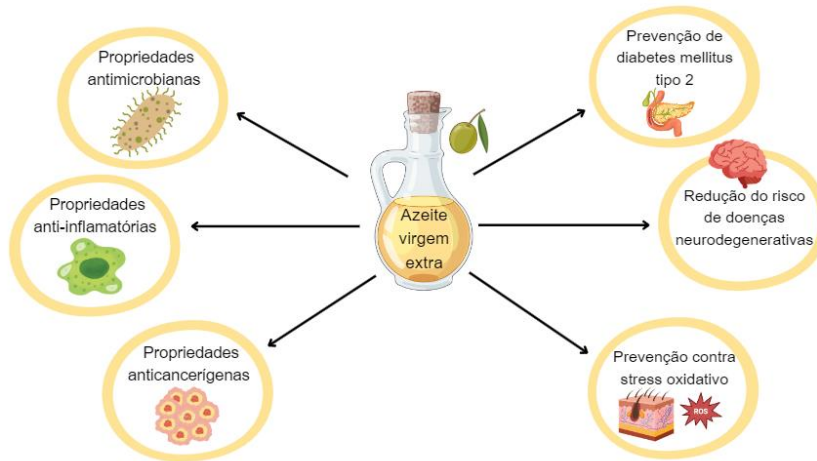 Propriedades
antimicrobianas
Prevenção de
diabetes mellitus
tipo 2
Propriedades
anti-inflamatórias
Azeite
virgem
extra
Redução do risco
de doenças
neurodegenerativas
Propriedades
anticancerígenas
Prevenção contra
stress oxidativo
ROS